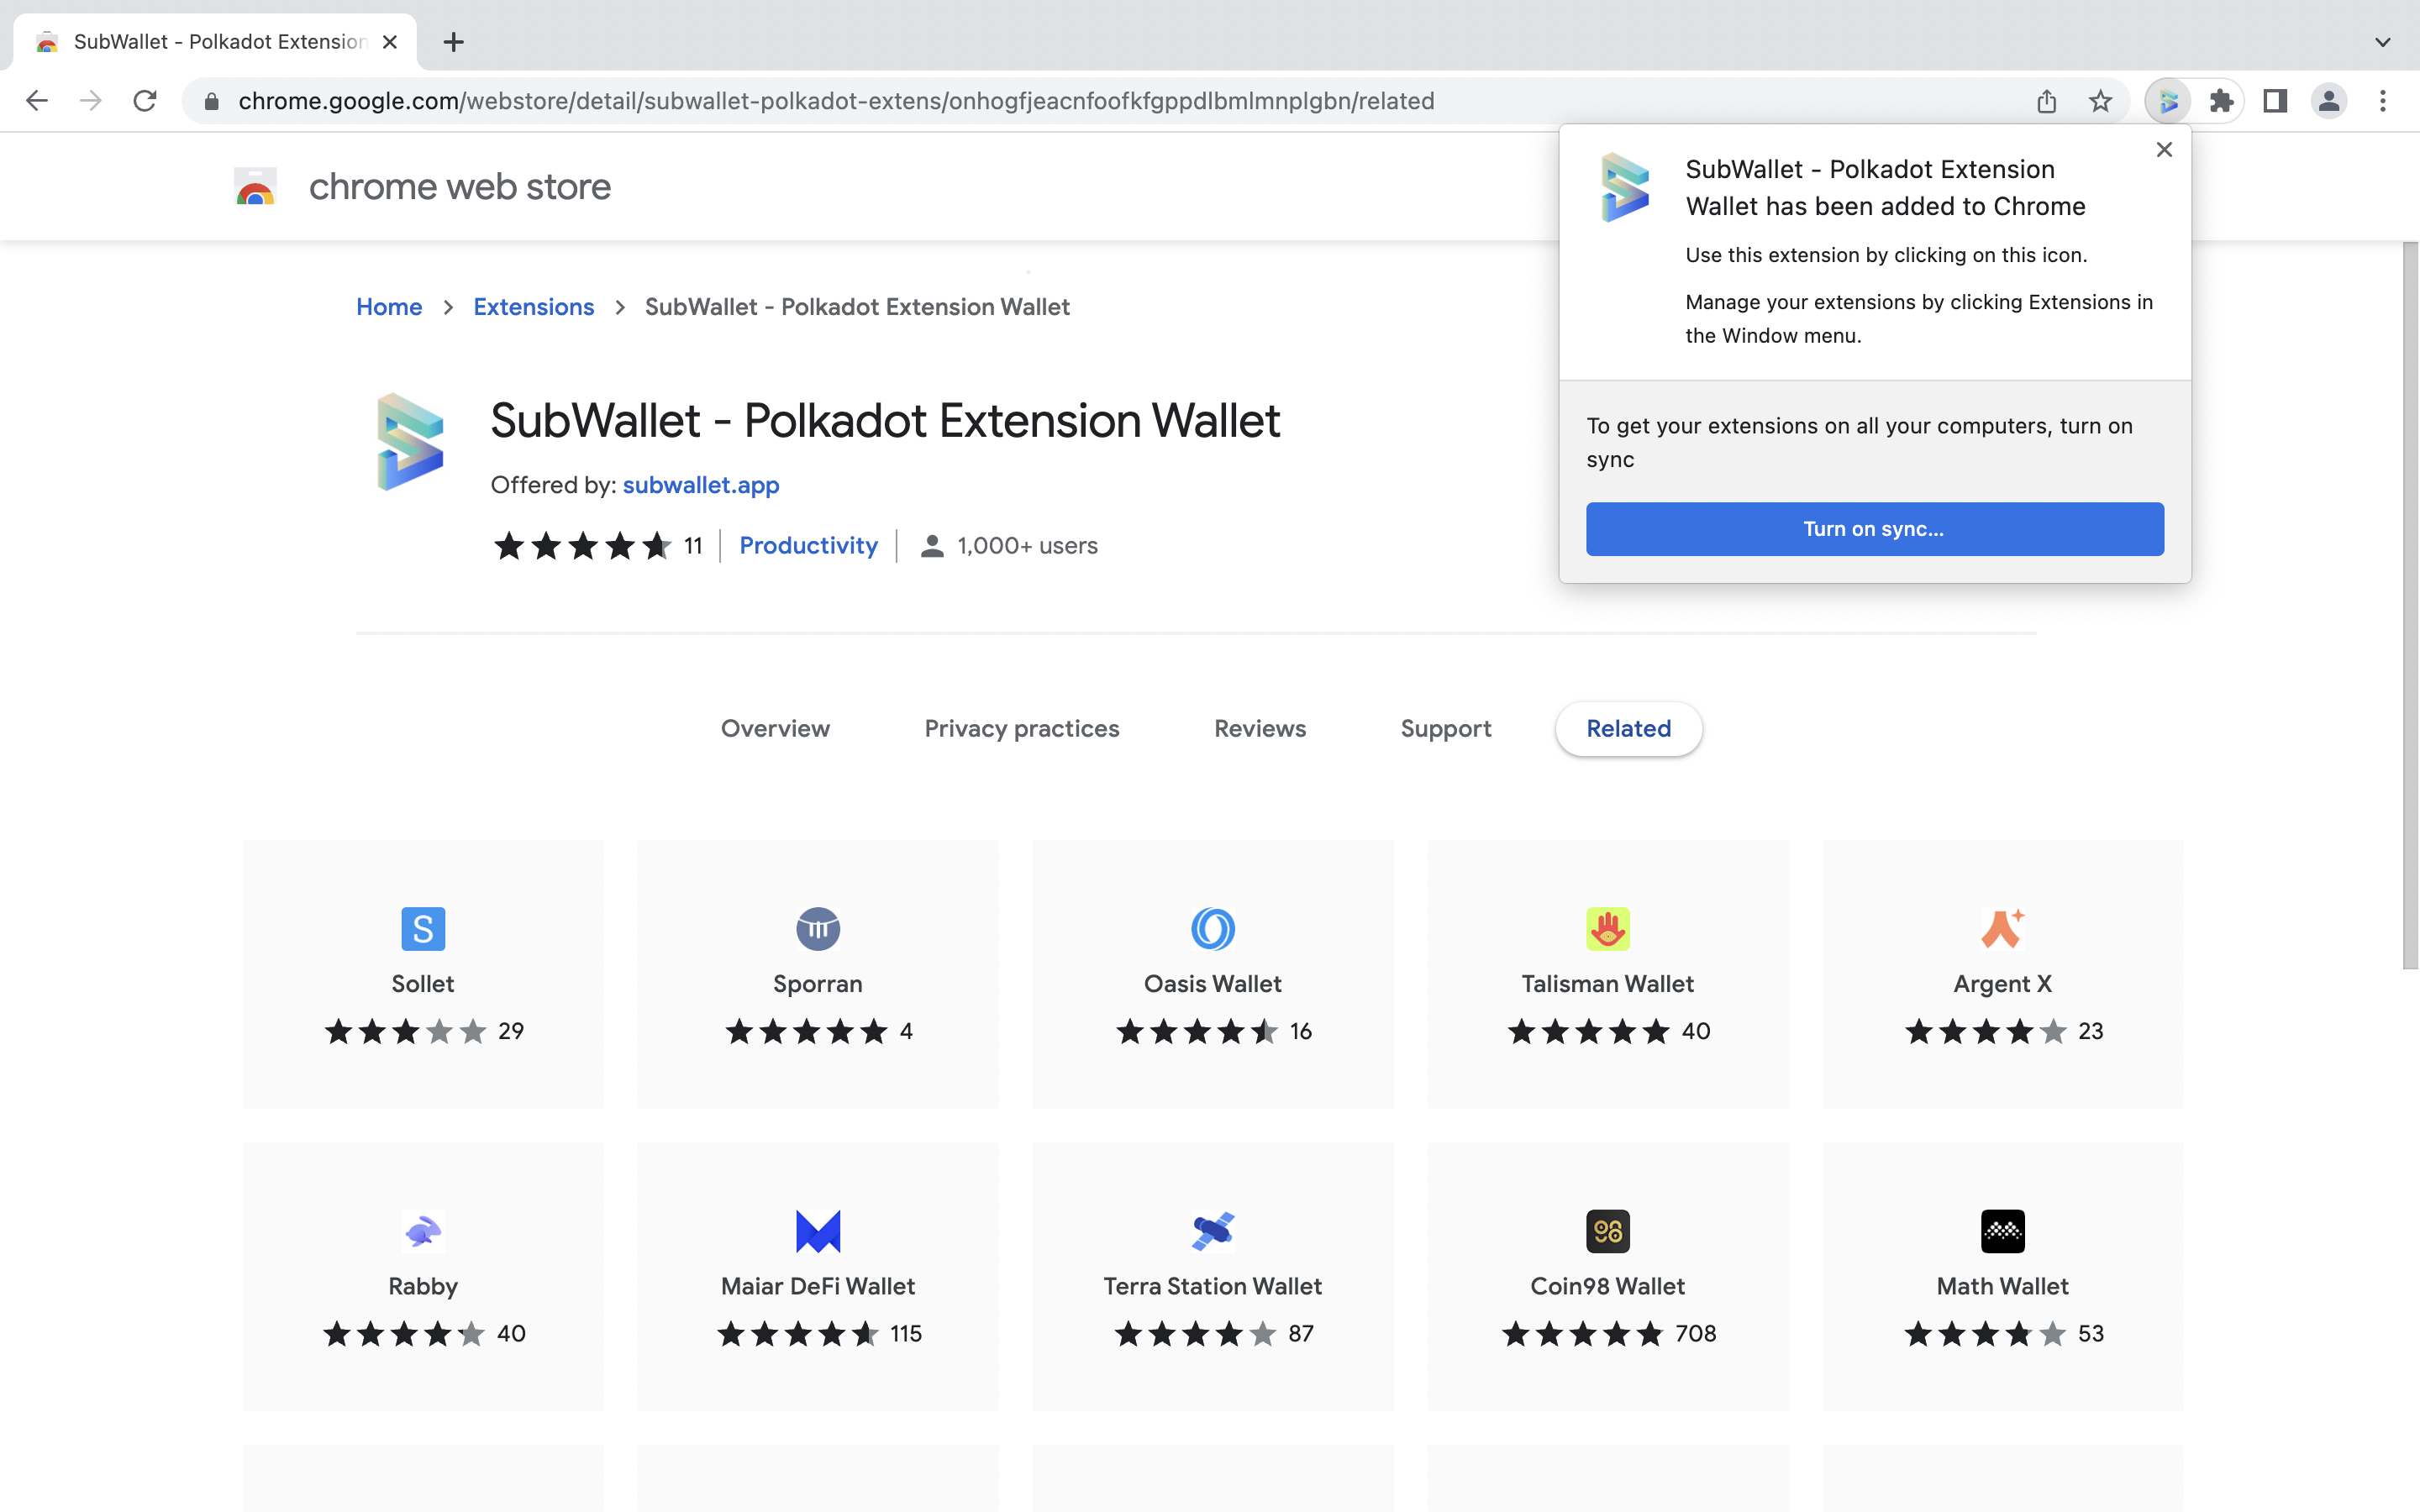 SubWallet - Polkadot Extension
chrome.google.com/webstore/detail/subwallet-polkadot-extens/onhogfjeacnfoofkfgppdlbmlmnplgbn/related
chrome web store
SubWallet - Polkadot Extension
Wallet has been added to Chrome
Use this extension by clicking on this icon.
Manage your extensions by clicking Extensions in
the Window menu.
To get your extensions on all your computers, turn on
sync
Turn on sync...
Home > Extensions > SubWallet - Polkadot Extension Wallet
SubWallet - Polkadot Extension Wallet
Offered by: subwallet.app
11 | Productivity | 1,000+ users
Overview Privacy practices Reviews Support Related
S
Sollet Sporran Oasis Wallet Talisman Wallet Argent X
29 4 16 40 23
98
Rabby Maiar DeFi Wallet Terra Station Wallet Coin98 Wallet Math Wallet
40 115 87 708 53